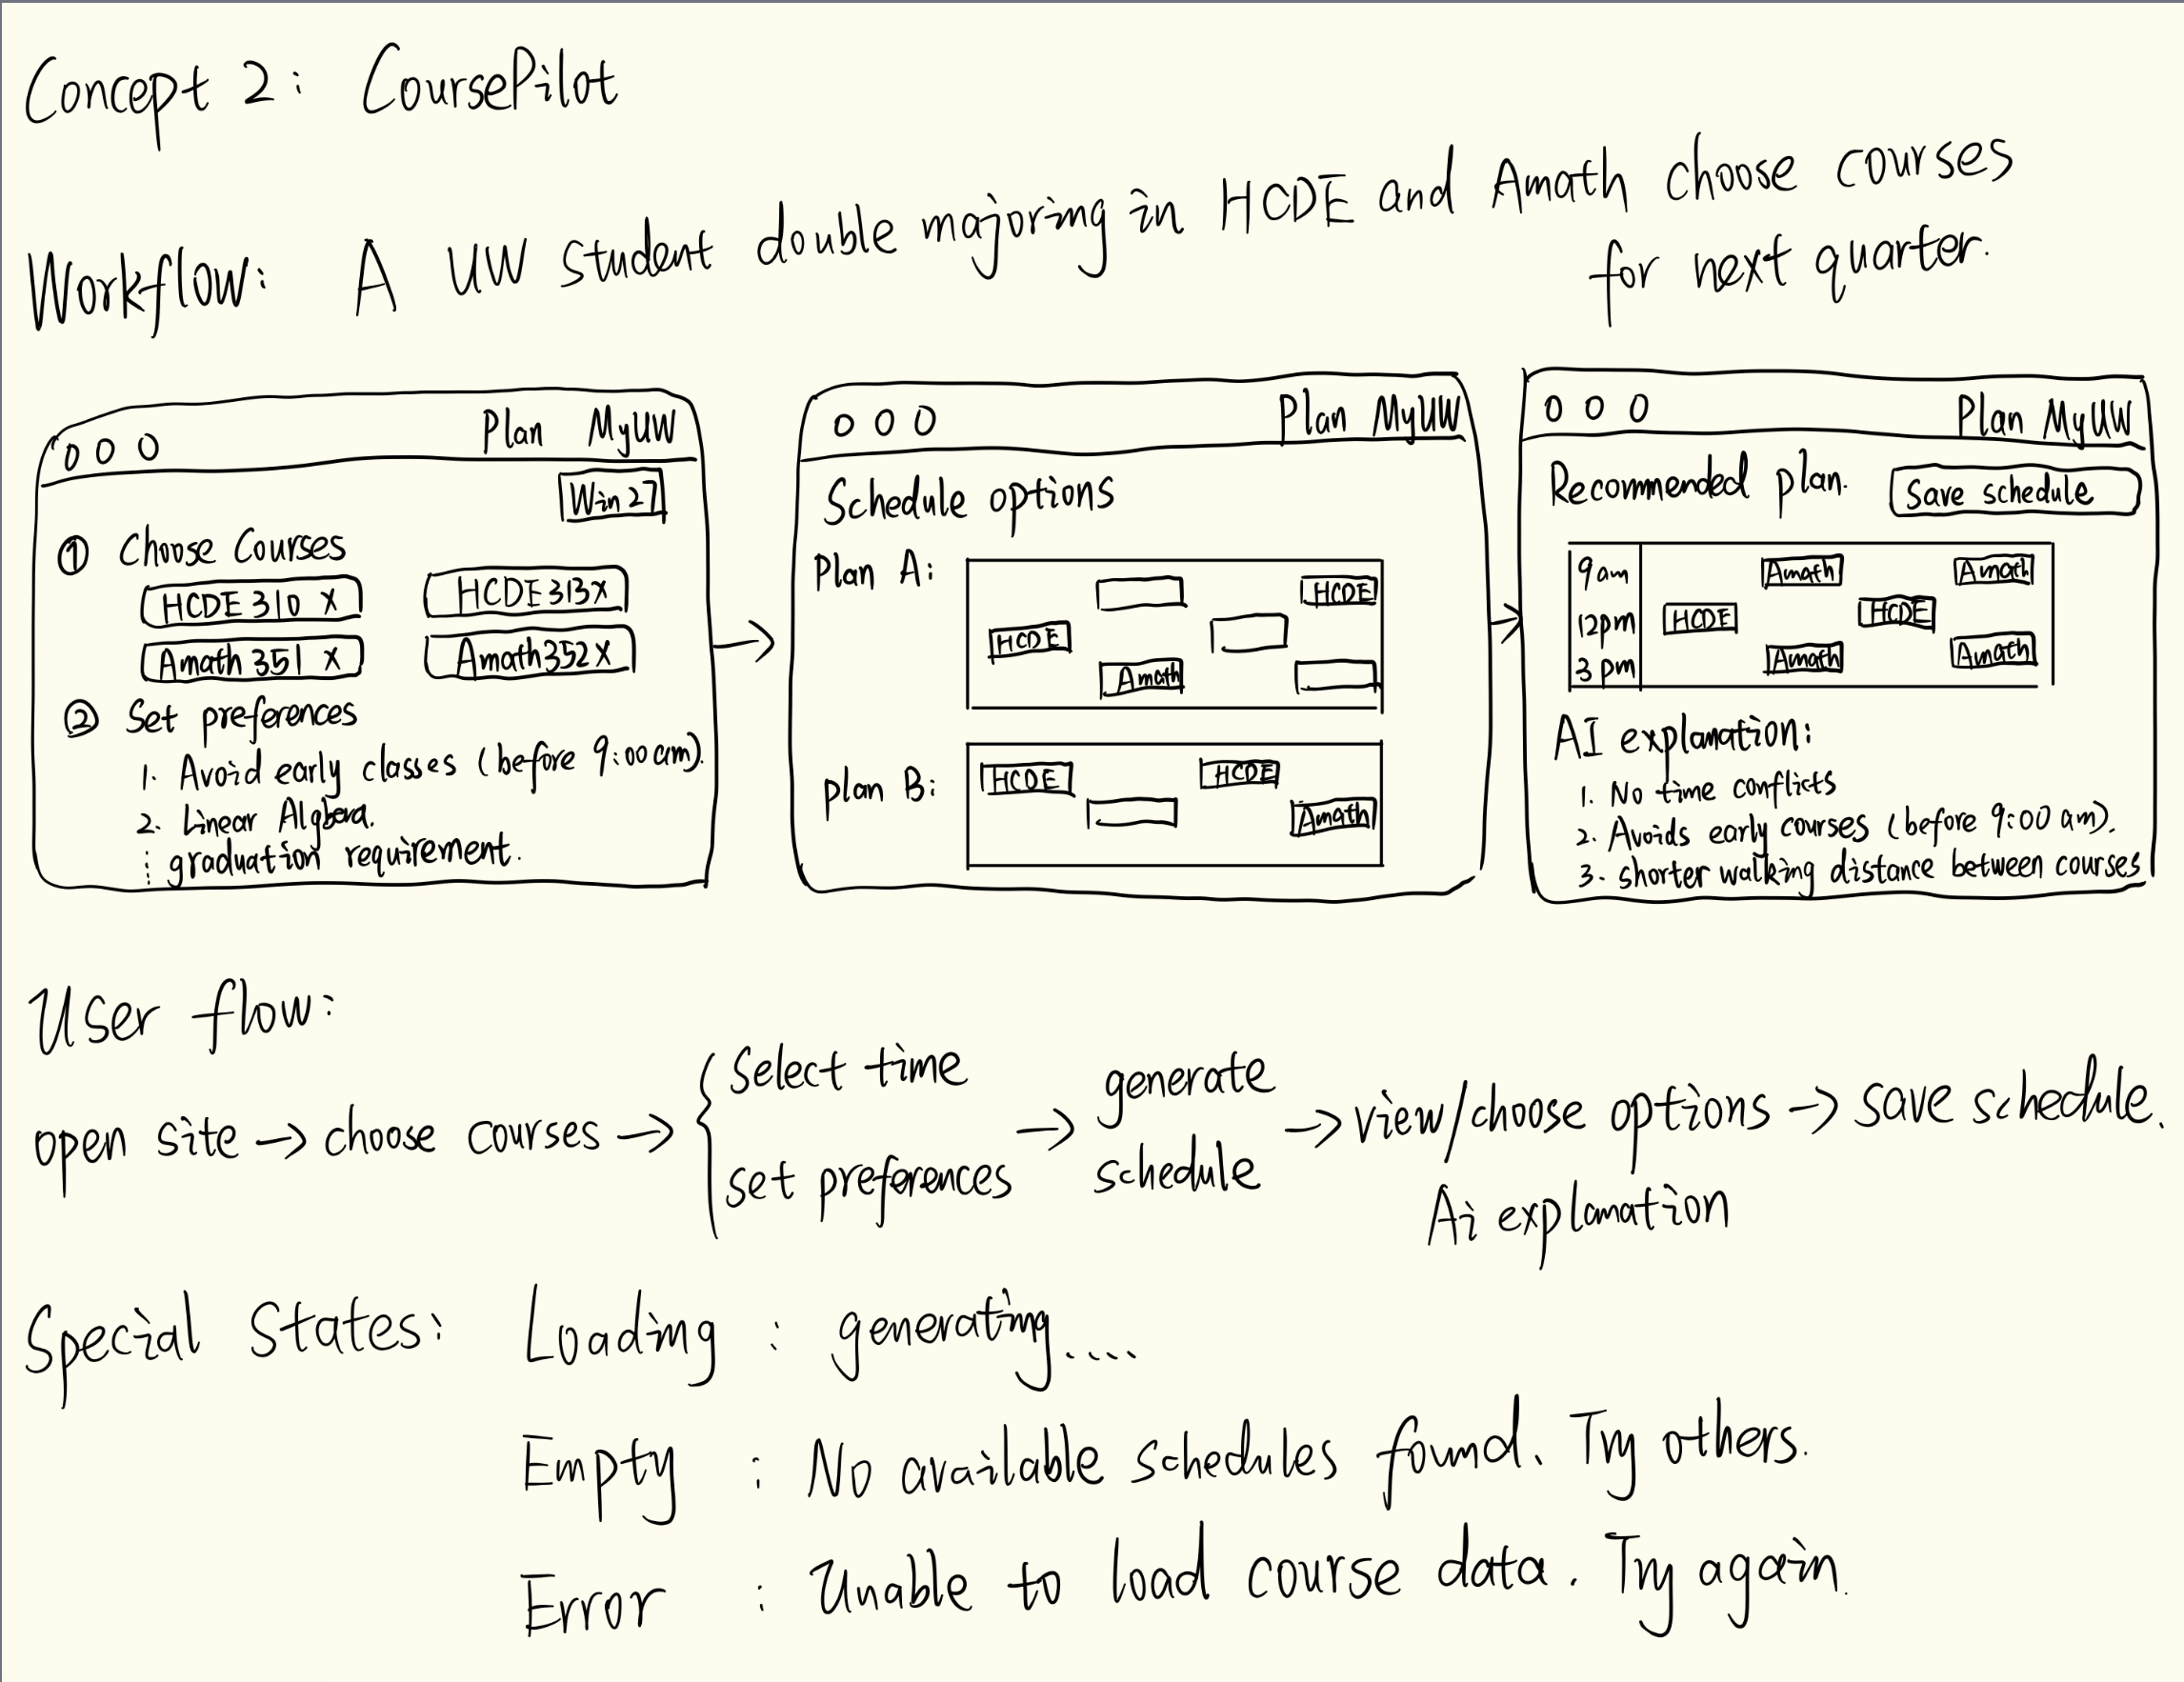 Concept 2: CoursePilot
Workflow: A UW student double majoring in HCDE and Amath choose courses
for next quarter.
Plan MyUW
Win 27
① Choose Courses
HCDE 310 x
HCDE 313 x
Amath 351 x
Amath 352 x
② Set preferences
1. Avoid early classes (before 9:00 am).
2. Linear Algbera.
graduation requirement.
Plan MyUW
Schedule options
Plan A:
HCDE
HCDE
Amath
Plan B:
HCDE
HCDE
Amath
Plan MyUW
Recommended plan.
Save schedule
9am
Amath
Amath
12pm
HCDE
HCDE
3 pm
Amath
Amath
AI explanation:
1. No time conflicts
2. Avoids early courses (before 9:00 am).
3. shorter walking distance between courses
User flow:
open site → choose courses → { Select time
set preferences
→ generate
schedule
→ view/choose options → save schedule.
Ai explanation
Special States: Loading : generating....
Empty : No available schedules found. Try others.
Error : Unable to load course data. Try again.